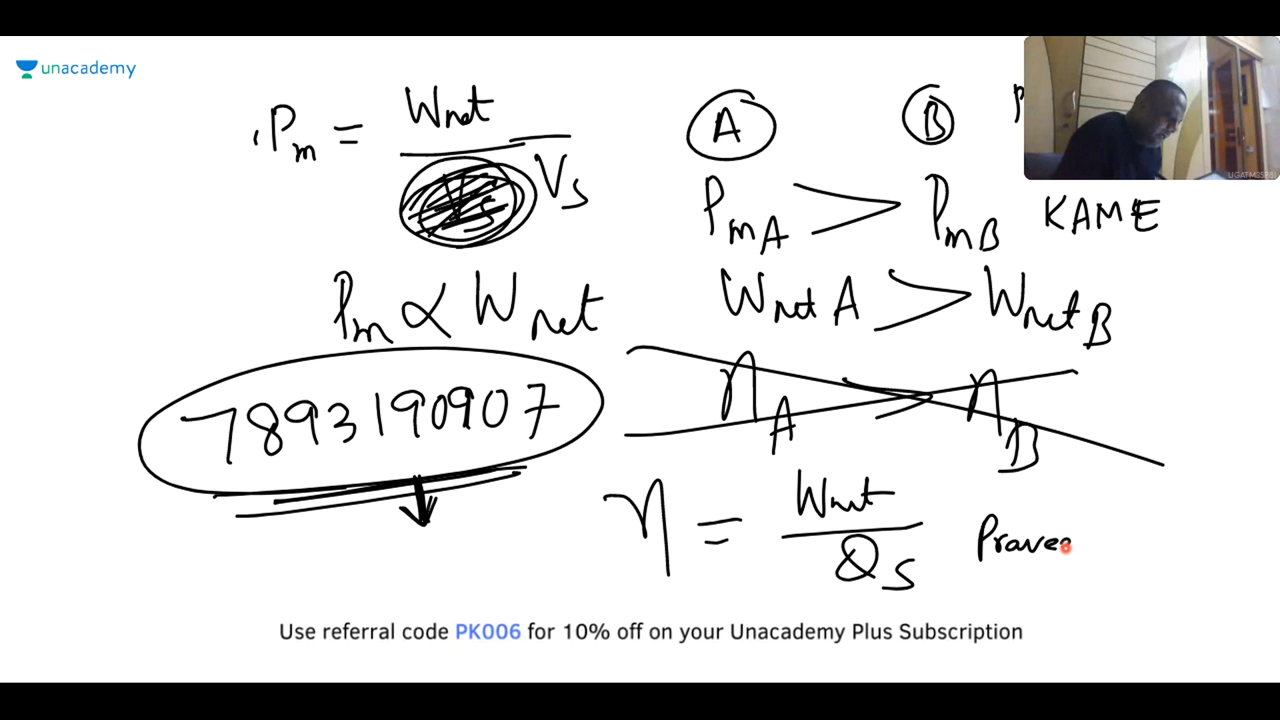 unacademy
Pm = Wnet / Vs
A B
PmA > PmB KAME
Pm ∝ Wnet WnetA > WnetB
7893190907
ηA > ηB
η = Wnet / Qs Pravee
Use referral code PK006 for 10% off on your Unacademy Plus Subscription